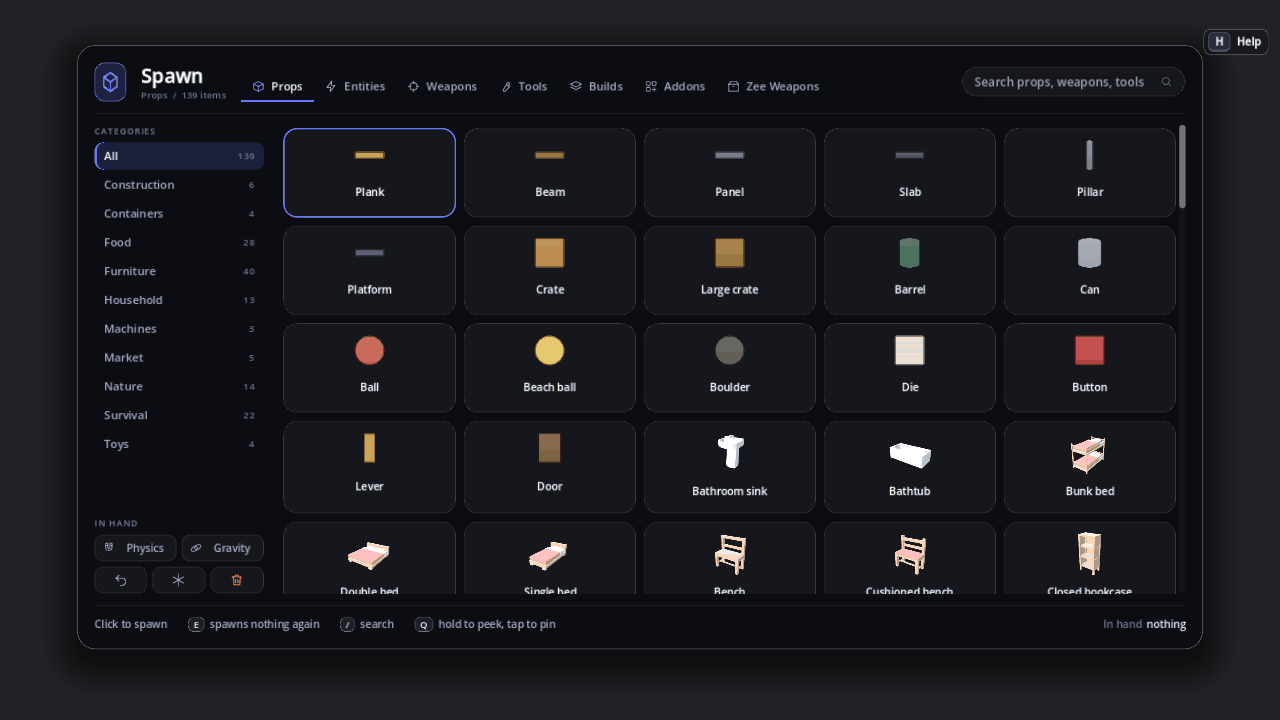 H Help
Spawn
Props / 139 items
Props Entities Weapons Tools Builds Addons Zee Weapons
Search props, weapons, tools
CATEGORIES
All 139
Construction 6
Containers 4
Food 28
Furniture 40
Household 13
Machines 3
Market 5
Nature 14
Survival 22
Toys 4
IN HAND
Physics Gravity
Plank Beam Panel Slab Pillar
Platform Crate Large crate Barrel Can
Ball Beach ball Boulder Die Button
Lever Door Bathroom sink Bathtub Bunk bed
Double bed Single bed Bench Cushioned bench Closed bookcase
Click to spawn E spawns nothing again / search Q hold to peek, tap to pin
In hand nothing